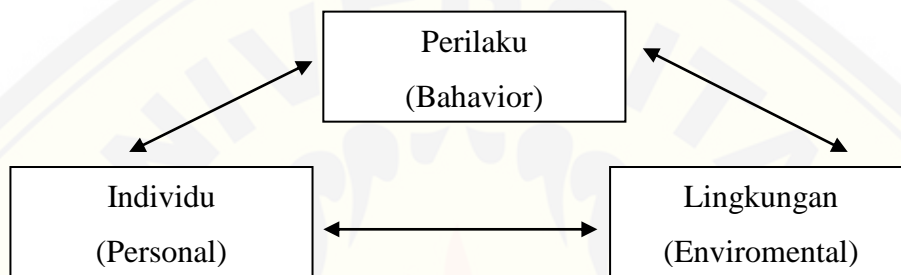 Perilaku
(Bahavior)
Individu
(Personal)
Lingkungan
(Enviromental)